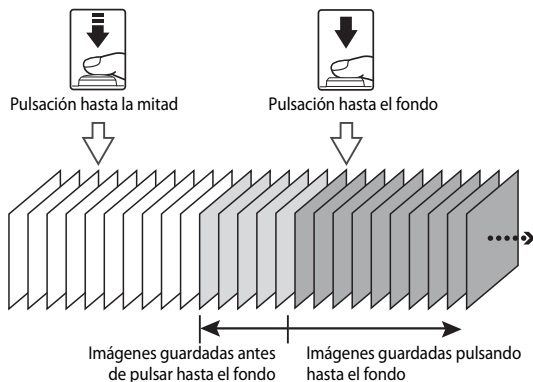 Pulsación hasta la mitad
Pulsación hasta el fondo
Imágenes guardadas antes
de pulsar hasta el fondo
Imágenes guardadas pulsando
hasta el fondo